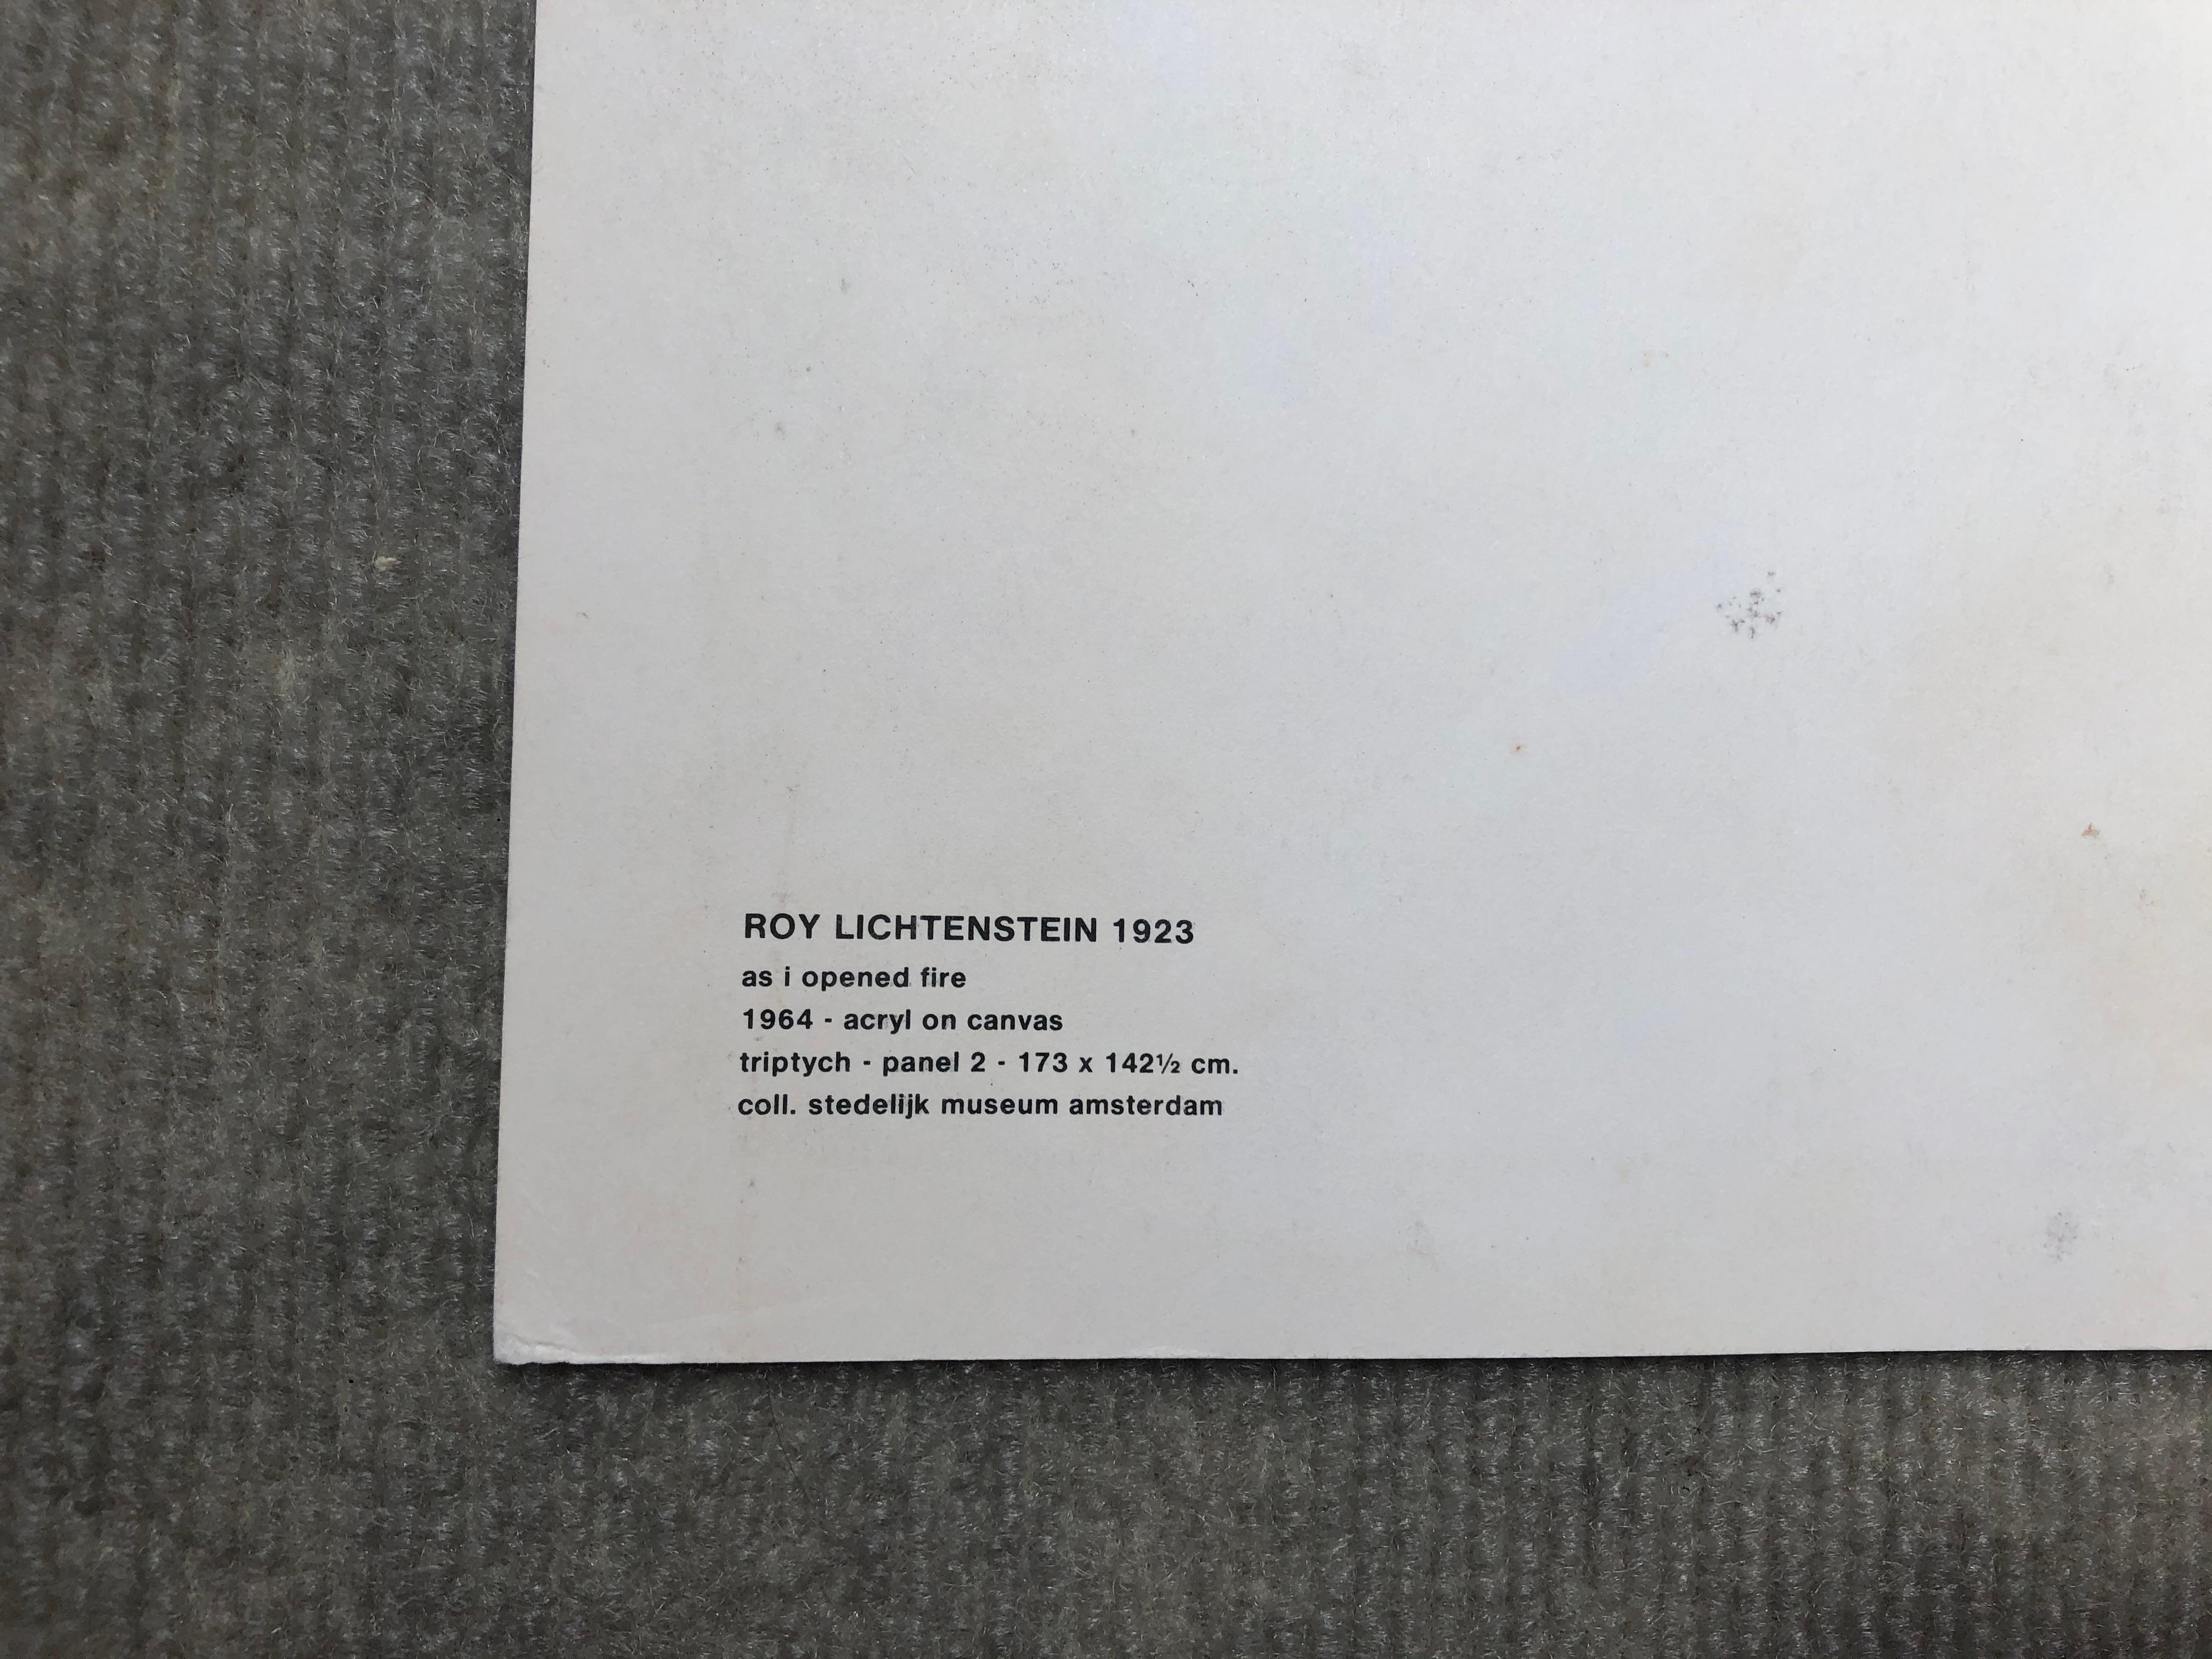 ROY LICHTENSTEIN 1923
as i opened fire
1964 - acryl on canvas
triptych - panel 2 - 173 x 142½ cm.
coll. stedelijk museum amsterdam